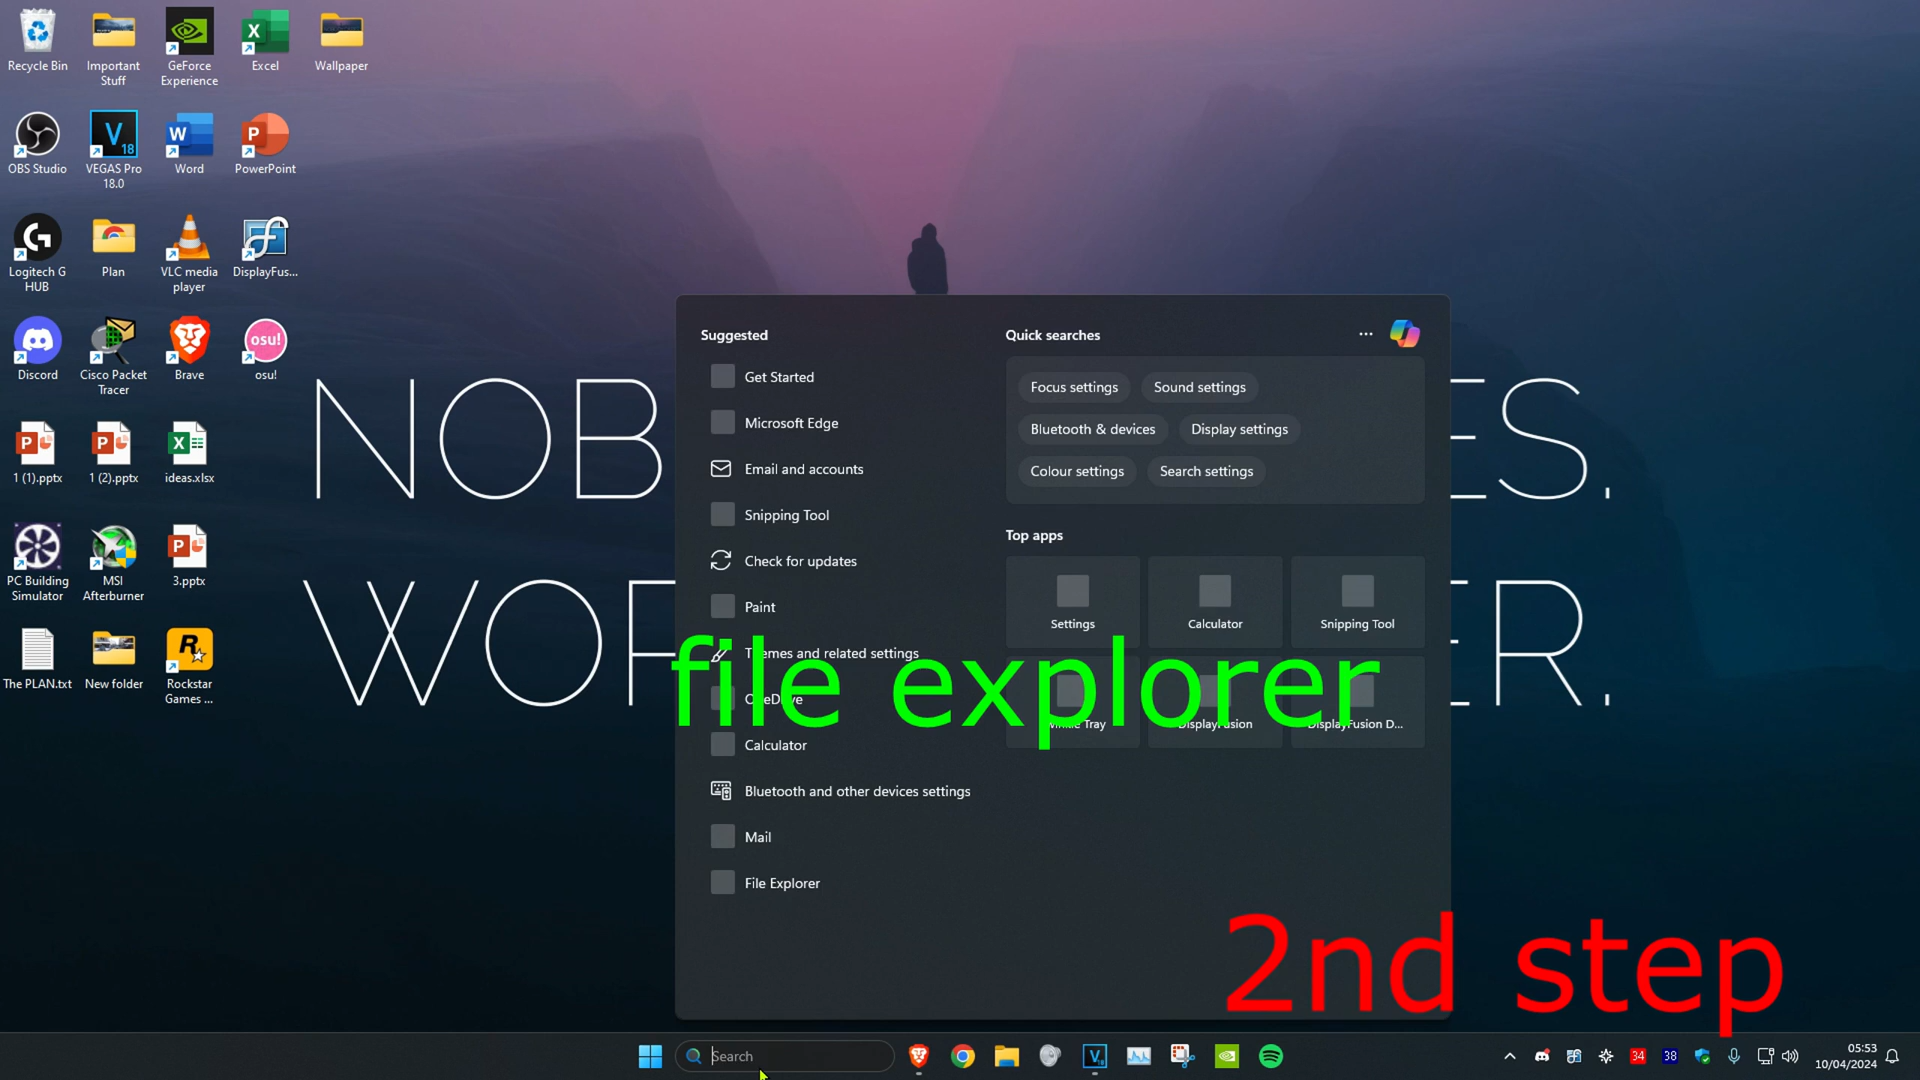 Recycle Bin
Important Stuff
GeForce Experience
Excel
Wallpaper
OBS Studio
VEGAS Pro 18.0
Word
PowerPoint
Logitech G HUB
Plan
VLC media player
DisplayFus...
Discord
Cisco Packet Tracer
Brave
osu!
osu!
1 (1).pptx
1 (2).pptx
ideas.xlsx
PC Building Simulator
MSI Afterburner
3.pptx
The PLAN.txt
New folder
Rockstar Games ...
NOB ES.
WOR ER.
Suggested
Get Started
Microsoft Edge
Email and accounts
Snipping Tool
Check for updates
Paint
Themes and related settings
OneDrive
Calculator
Bluetooth and other devices settings
Mail
File Explorer
Quick searches
Focus settings
Sound settings
Bluetooth & devices
Display settings
Colour settings
Search settings
Top apps
Settings
Calculator
Snipping Tool
Tray
DisplayFusion
DisplayFusion D...
file explorer
2nd step
Search
34
38
05:53
10/04/2024